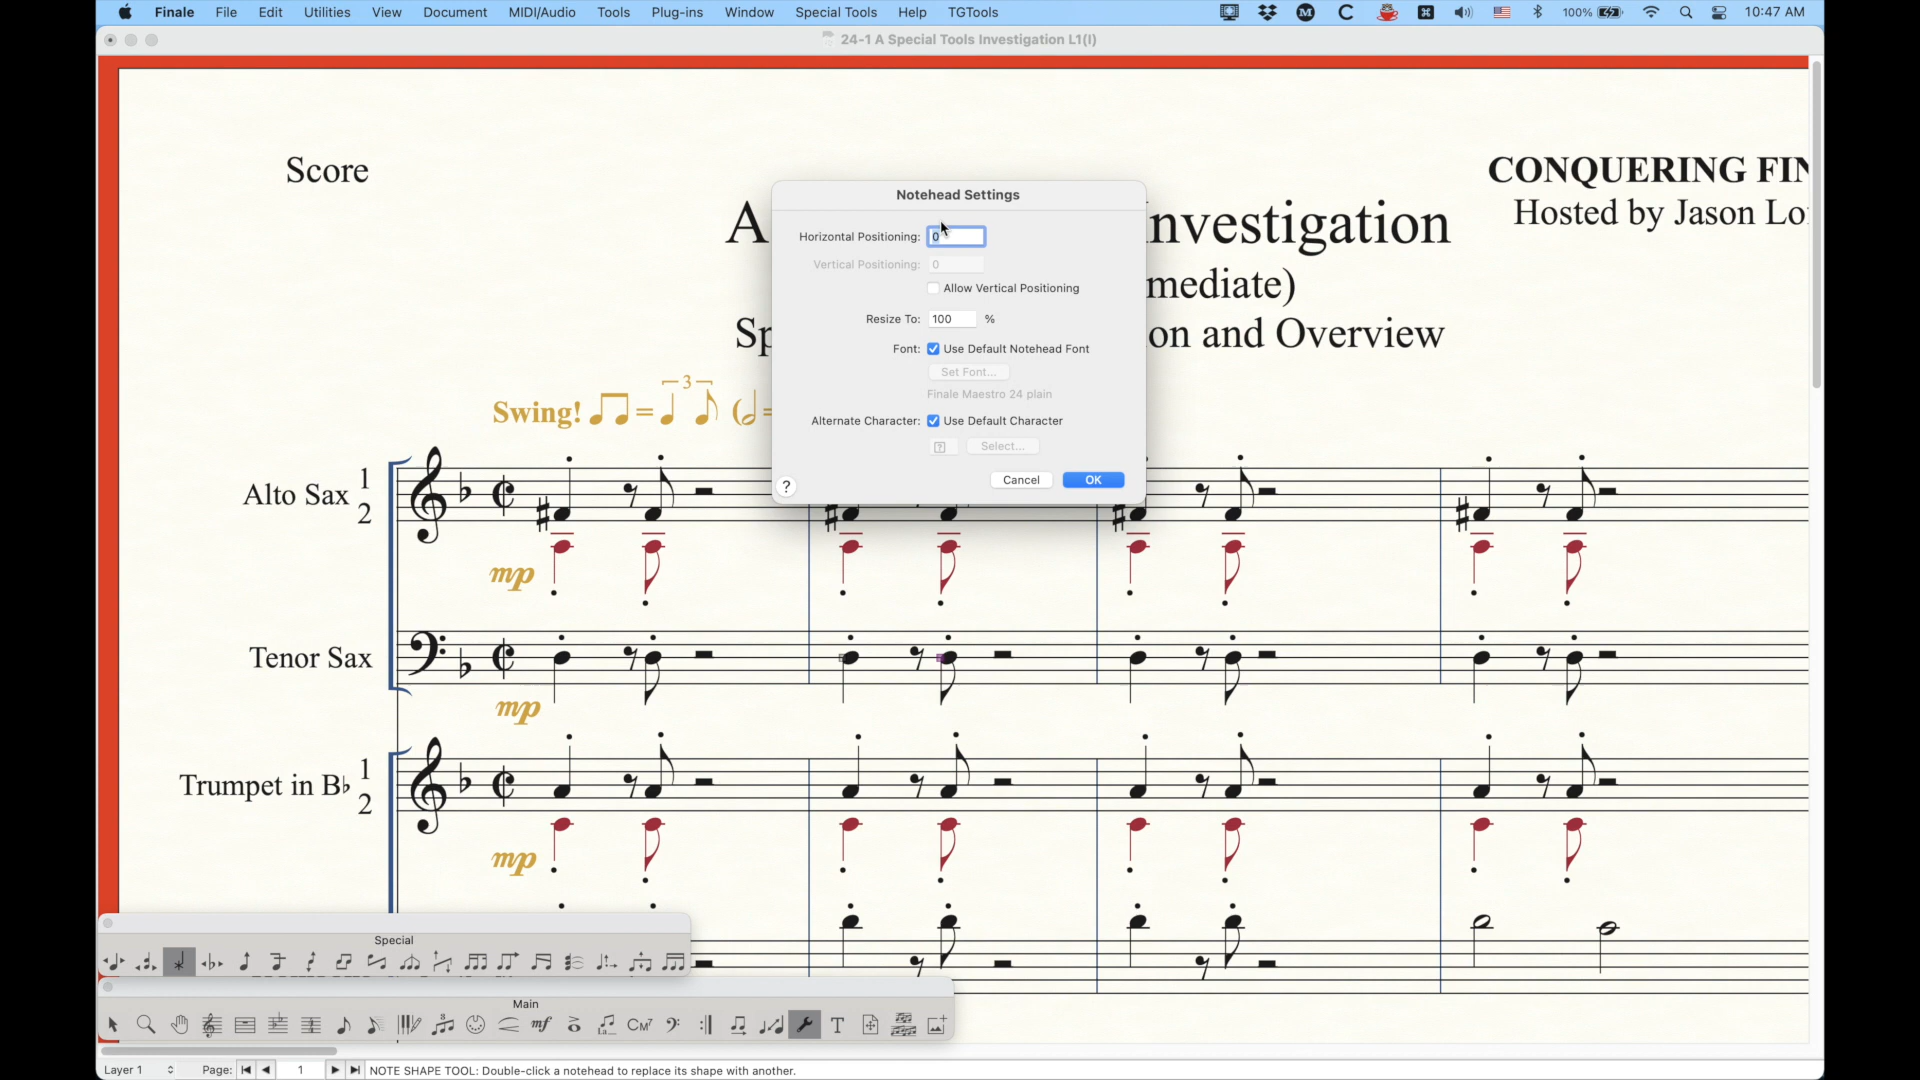 Finale File Edit Utilities View Document MIDI/Audio Tools Plug-ins Window Special Tools Help TGTools 100% 10:47 AM
24-1 A Special Tools Investigation L1(I)
Score
CONQUERING FIN
Hosted by Jason Lo
A nvestigation
mediate)
Sp on and Overview
Notehead Settings
Horizontal Positioning: 0
Vertical Positioning: 0
Allow Vertical Positioning
Resize To: 100 %
Font: Use Default Notehead Font
Set Font...
Finale Maestro 24 plain
Alternate Character: Use Default Character
Select...
? Cancel OK
Swing! 3
Alto Sax 1 2
mp
Tenor Sax
mp
Trumpet in B♭ 1 2
mp
Special
Main
mf CM7 T
Layer 1 Page: 1 NOTE SHAPE TOOL: Double-click a notehead to replace its shape with another.